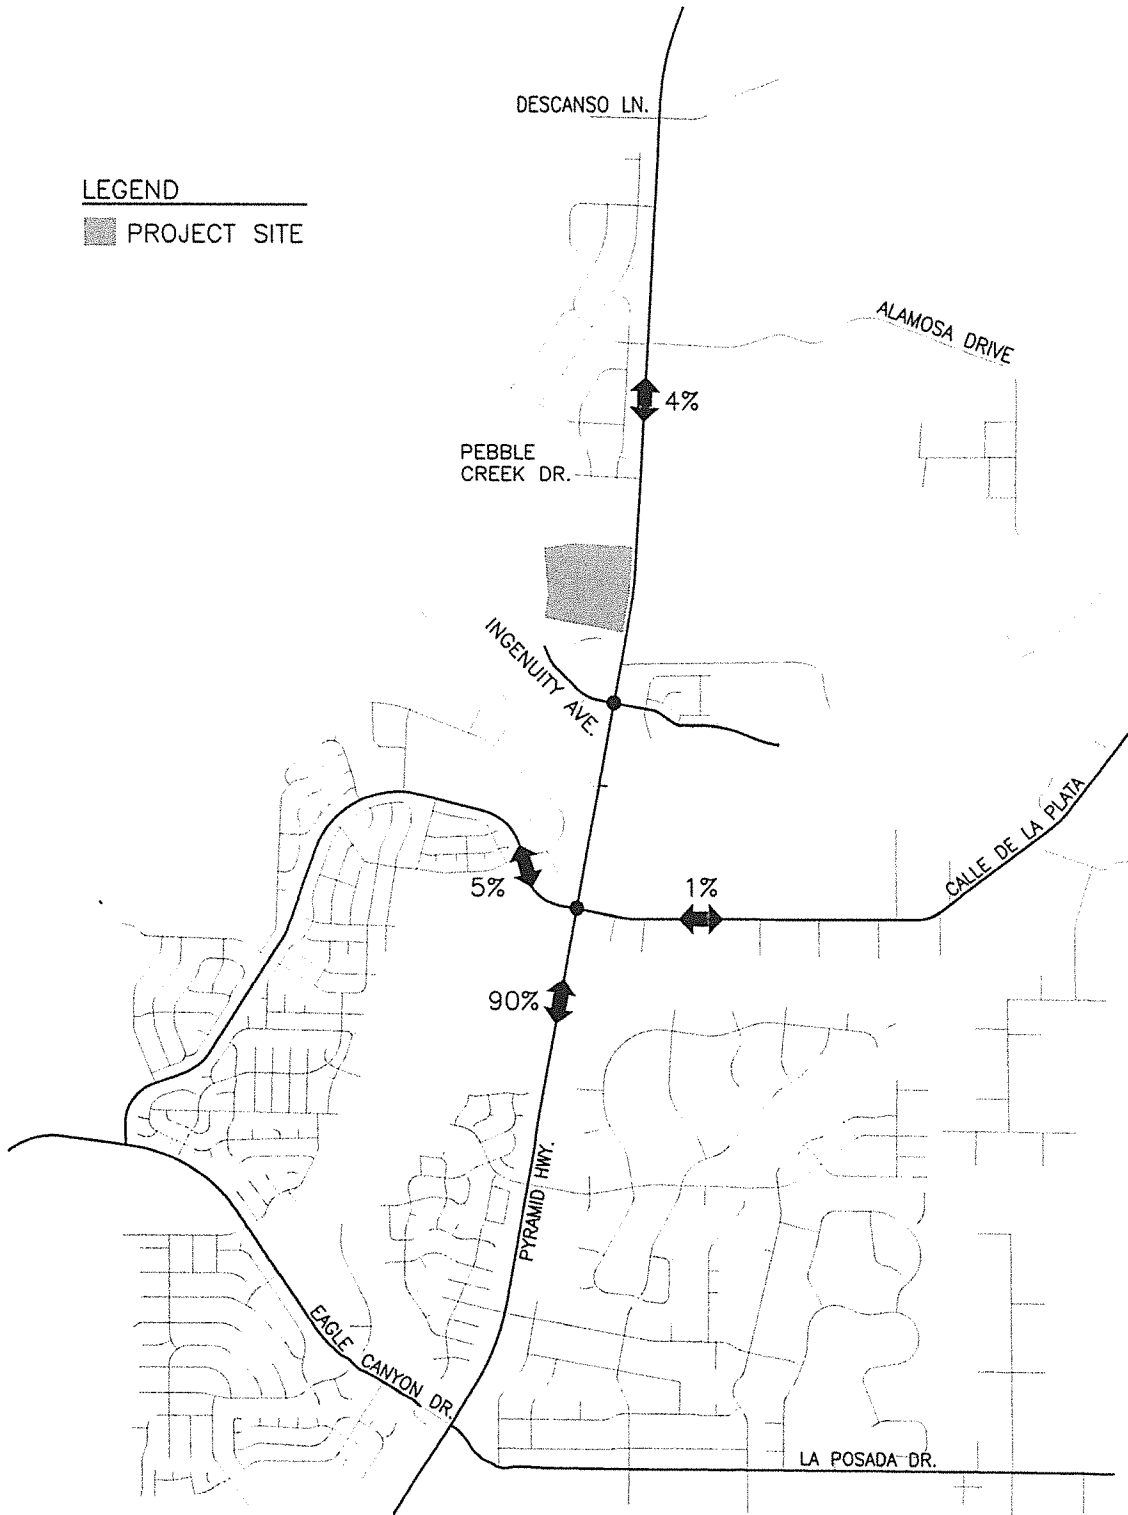 DESCANSO LN.
LEGEND
PROJECT SITE
ALAMOSA DRIVE
4%
PEBBLE
CREEK DR.
INGENUITY AVE.
CALLE DE LA PLATA
5%
1%
90%
PYRAMID HWY.
EAGLE CANYON DR.
LA POSADA DR.